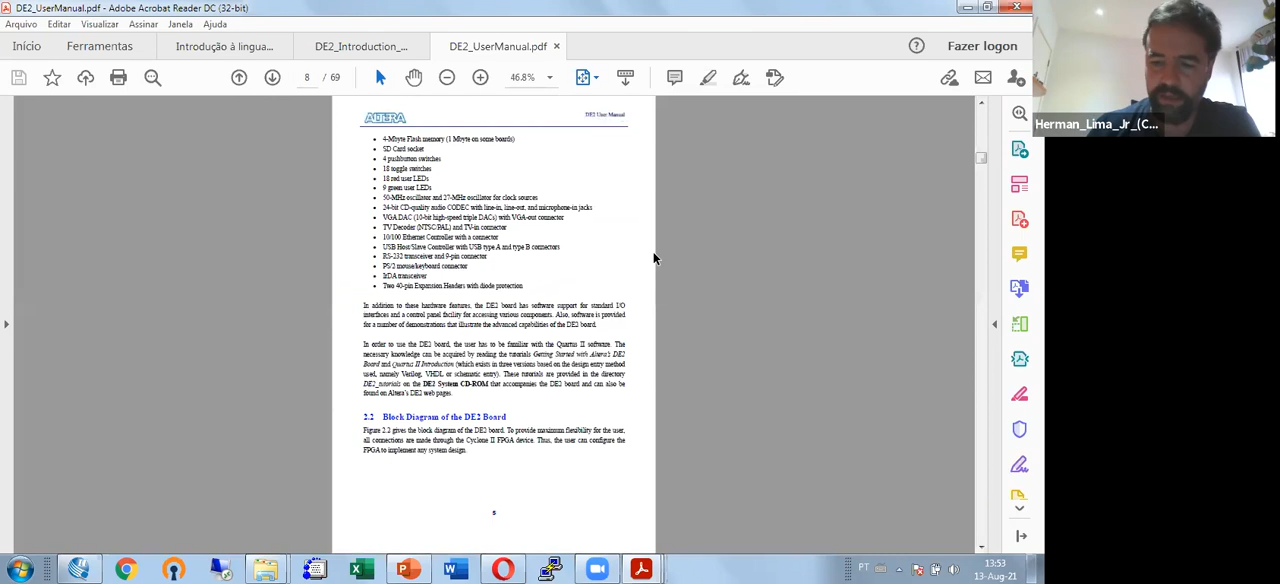 DE2_UserManual.pdf - Adobe Acrobat Reader DC (32-bit)
Arquivo Editar Visualizar Assinar Janela Ajuda
Início Ferramentas Introdução à lingua... DE2_Introduction_... DE2_UserManual.pdf × Fazer logon
8 / 69 46.8%
Herman_Lima_Jr_(C...
ALTERA DE2 User Manual
• 4-Mbyte Flash memory (1 Mbyte on some boards)
• SD Card socket
• 4 pushbutton switches
• 18 toggle switches
• 18 red user LEDs
• 9 green user LEDs
• 50-MHz oscillator and 27-MHz oscillator for clock sources
• 24-bit CD-quality audio CODEC with line-in, line-out, and microphone-in jacks
• VGA DAC (10-bit high-speed triple DACs) with VGA-out connector
• TV Decoder (NTSC/PAL) and TV-in connector
• 10/100 Ethernet Controller with a connector
• USB Host/Slave Controller with USB type A and type B connectors
• RS-232 transceiver and 9-pin connector
• PS/2 mouse/keyboard connector
• IrDA transceiver
• Two 40-pin Expansion Headers with diode protection
In addition to these hardware features, the DE2 board has software support for standard I/O
interfaces and a control panel facility for accessing various components. Also, software is provided
for a number of demonstrations that illustrate the advanced capabilities of the DE2 board.
In order to use the DE2 board, the user has to be familiar with the Quartus II software. The
necessary knowledge can be acquired by reading the tutorials Getting Started with Altera's DE2
Board and Quartus II Introduction (which exists in three versions based on the design entry method
used, namely Verilog, VHDL or schematic entry). These tutorials are provided in the directory
DE2_tutorials on the DE2 System CD-ROM that accompanies the DE2 board and can also be
found on Altera's DE2 web pages.
2.2 Block Diagram of the DE2 Board
Figure 2.2 gives the block diagram of the DE2 board. To provide maximum flexibility for the user,
all connections are made through the Cyclone II FPGA device. Thus, the user can configure the
FPGA to implement any system design.
5
PT
13:53
13-Aug-21